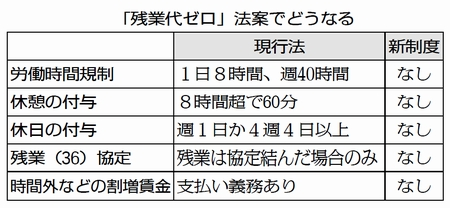 「残業代ゼロ」法案でどうなる
現行法 新制度
労働時間規制 １日８時間、週40時間 なし
休憩の付与 ８時間超で60分 なし
休日の付与 週１日か４週４日以上 なし
残業（36）協定 残業は協定結んだ場合のみ なし
時間外などの割増賃金 支払い義務あり なし